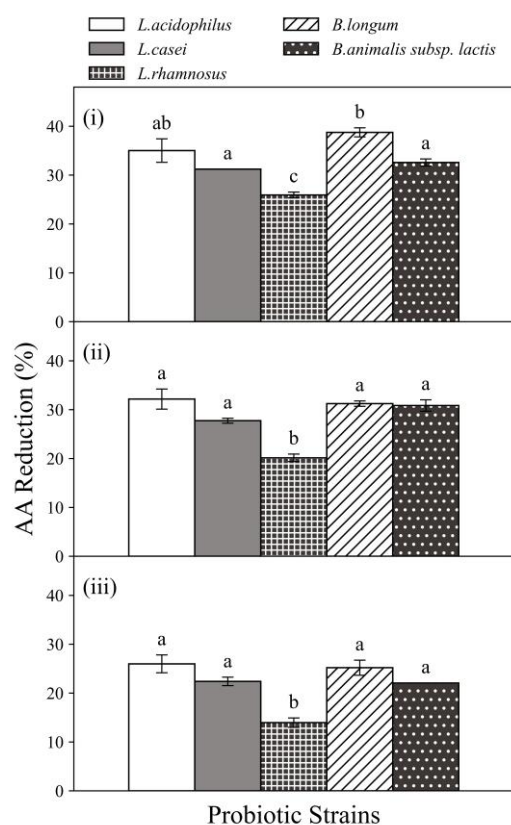 L.acidophilus
B.longum
L.casei
B.animalis subsp. lactis
L.rhamnosus
AA Reduction (%)
(i)
40
30
20
10
0
ab
a
c
b
a
(ii)
40
30
20
10
0
a
a
b
a
a
(iii)
40
30
20
10
0
a
a
b
a
a
Probiotic Strains